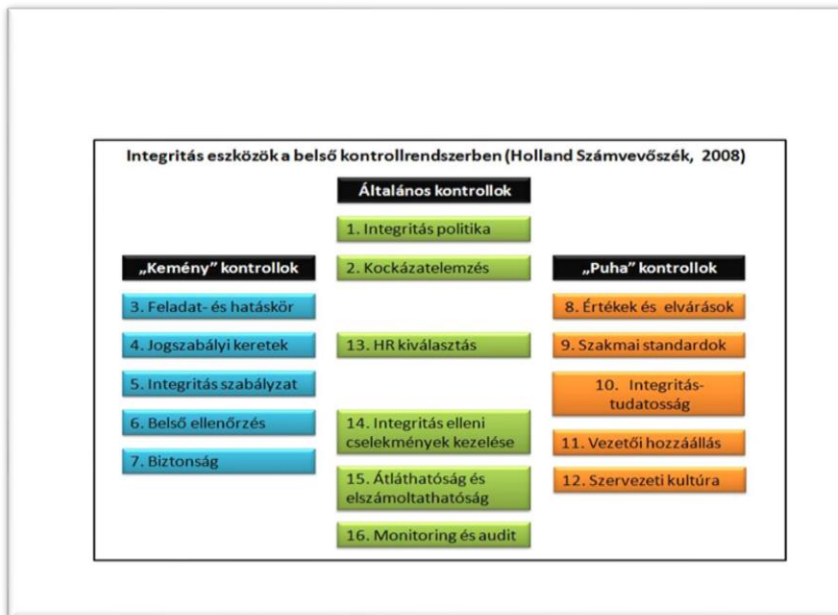 Integritás eszközök a belső kontrollrendszerben (Holland Számvevőszék, 2008)
Általános kontrollok
1. Integritás politika
2. Kockázatelemzés
„Kemény” kontrollok
3. Feladat- és hatáskör
4. Jogszabályi keretek
5. Integritás szabályzat
6. Belső ellenőrzés
7. Biztonság
13. HR kiválasztás
14. Integritás elleni
cselekmények kezelése
15. Átláthatóság és
elszámoltathatóság
16. Monitoring és audit
„Puha” kontrollok
8. Értékek és elvárások
9. Szakmai standardok
10. Integritás-
tudatosság
11. Vezetői hozzáállás
12. Szervezeti kultúra